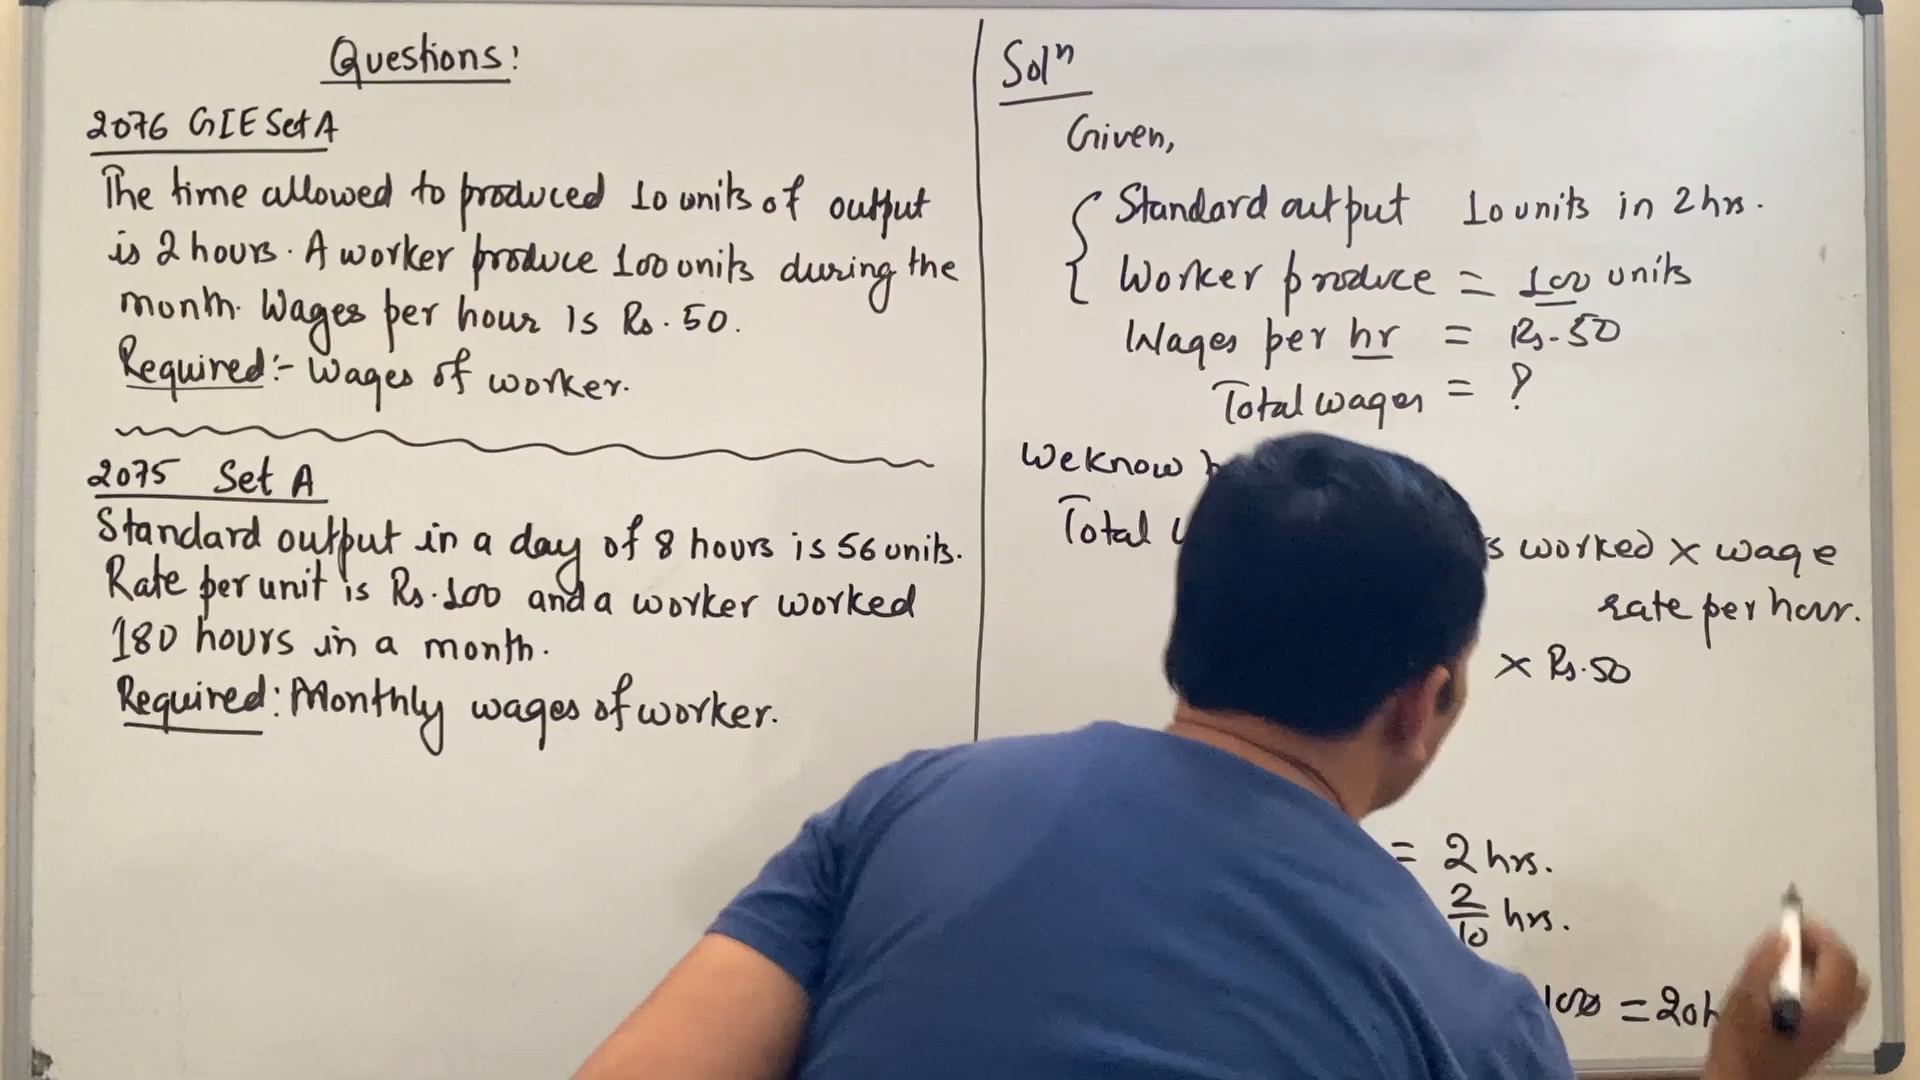 Questions:
2076 GIE Set A
The time allowed to produced 10 units of output
is 2 hours. A worker produce 100 units during the
month. Wages per hour is Rs. 50.
Required:- Wages of worker.
2075 Set A
Standard output in a day of 8 hours is 56 units.
Rate per unit is Rs. 100 and a worker worked
180 hours in a month.
Required: Monthly wages of worker.
Solⁿ
Given,
Standard output 10 units in 2 hrs.
Worker produce = 100 units
Wages per hr = Rs. 50
Total wages = ?
We know
Total worked × wage
rate per hour.
× Rs. 50
= 2 hrs.
2/10 hrs.
100 = 20